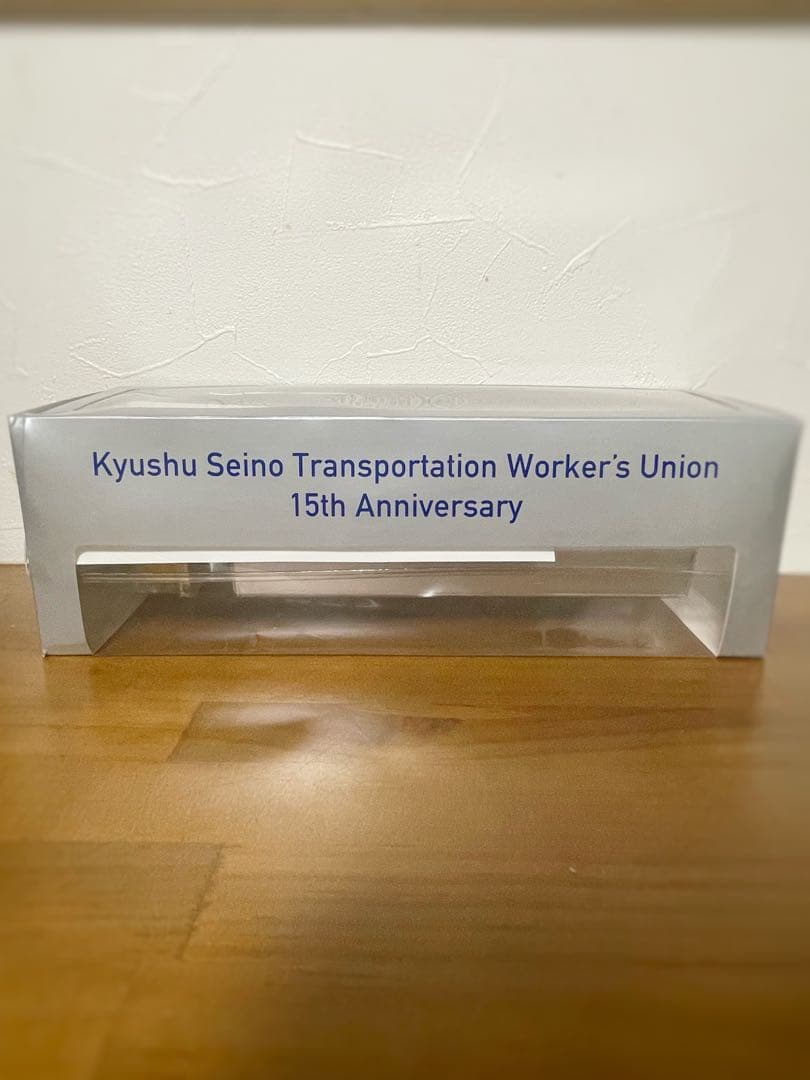 Kyushu Seino Transportation Worker's Union
15th Anniversary